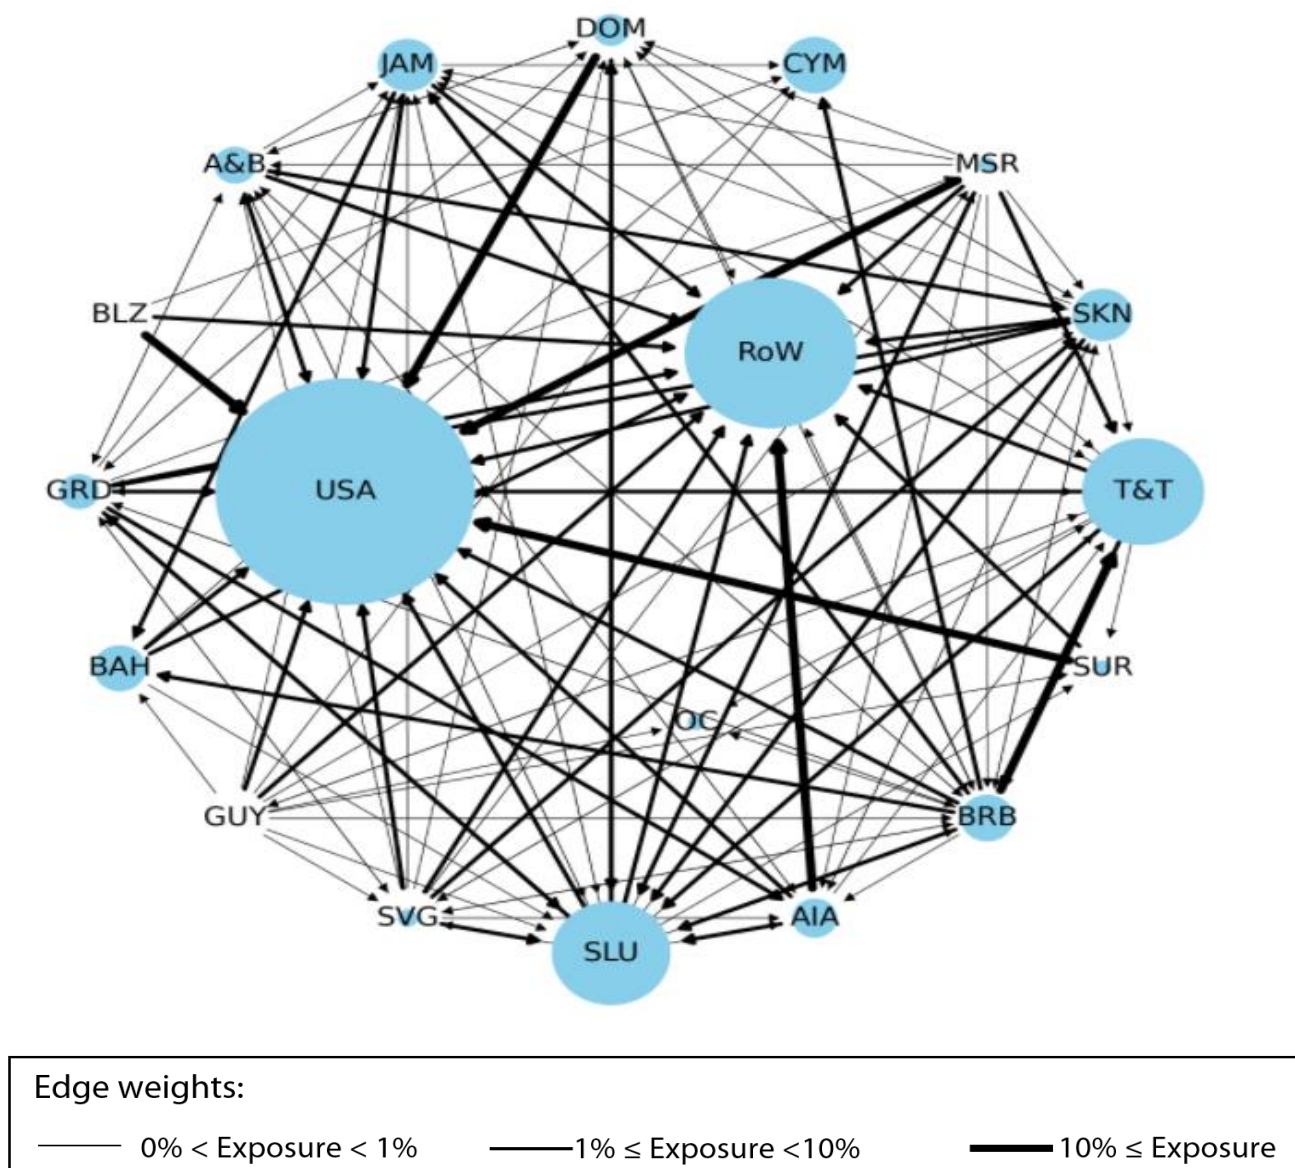 DOM
JAM
CYM
A&B
MSR
BLZ
SKN
RoW
GRD
USA
T&T
BAH
SUR
OC
GUY
BRB
SVG
AIA
SLU
Edge weights:
0% < Exposure < 1%
1% ≤ Exposure <10%
10% ≤ Exposure